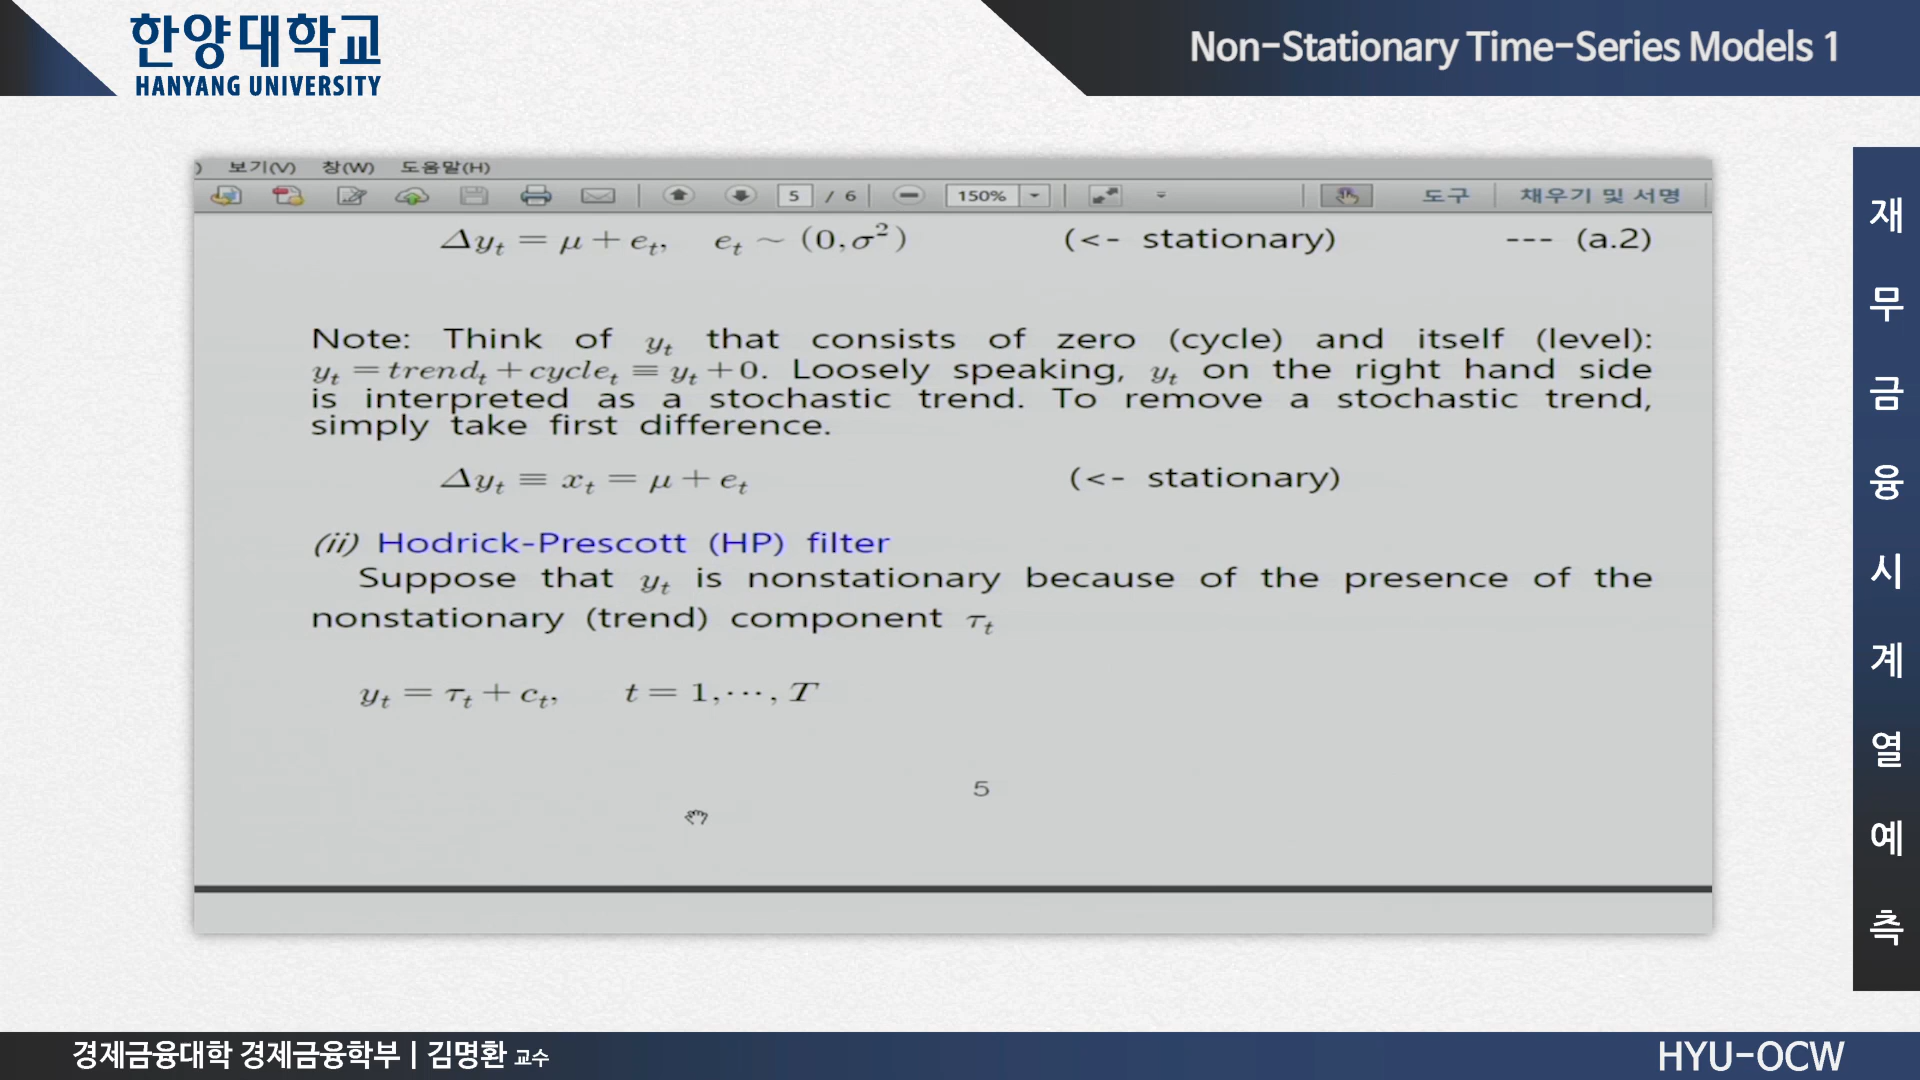 한양대학교
HANYANG UNIVERSITY
Non-Stationary Time-Series Models 1
) 보기(V) 창(W) 도움말(H)
5 / 6 150% 도구 채우기 및 서명
Δy_t = μ + e_t, e_t ~ (0, σ²) (<- stationary) --- (a.2)
Note: Think of y_t that consists of zero (cycle) and itself (level):
y_t = trend_t + cycle_t ≡ y_t + 0. Loosely speaking, y_t on the right hand side
is interpreted as a stochastic trend. To remove a stochastic trend,
simply take first difference.
Δy_t ≡ x_t = μ + e_t (<- stationary)
(ii) Hodrick-Prescott (HP) filter
Suppose that y_t is nonstationary because of the presence of the
nonstationary (trend) component τ_t
y_t = τ_t + c_t, t = 1, ⋯, T
5
재무금융시계열예측
경제금융대학 경제금융학부 | 김명환 교수
HYU-OCW